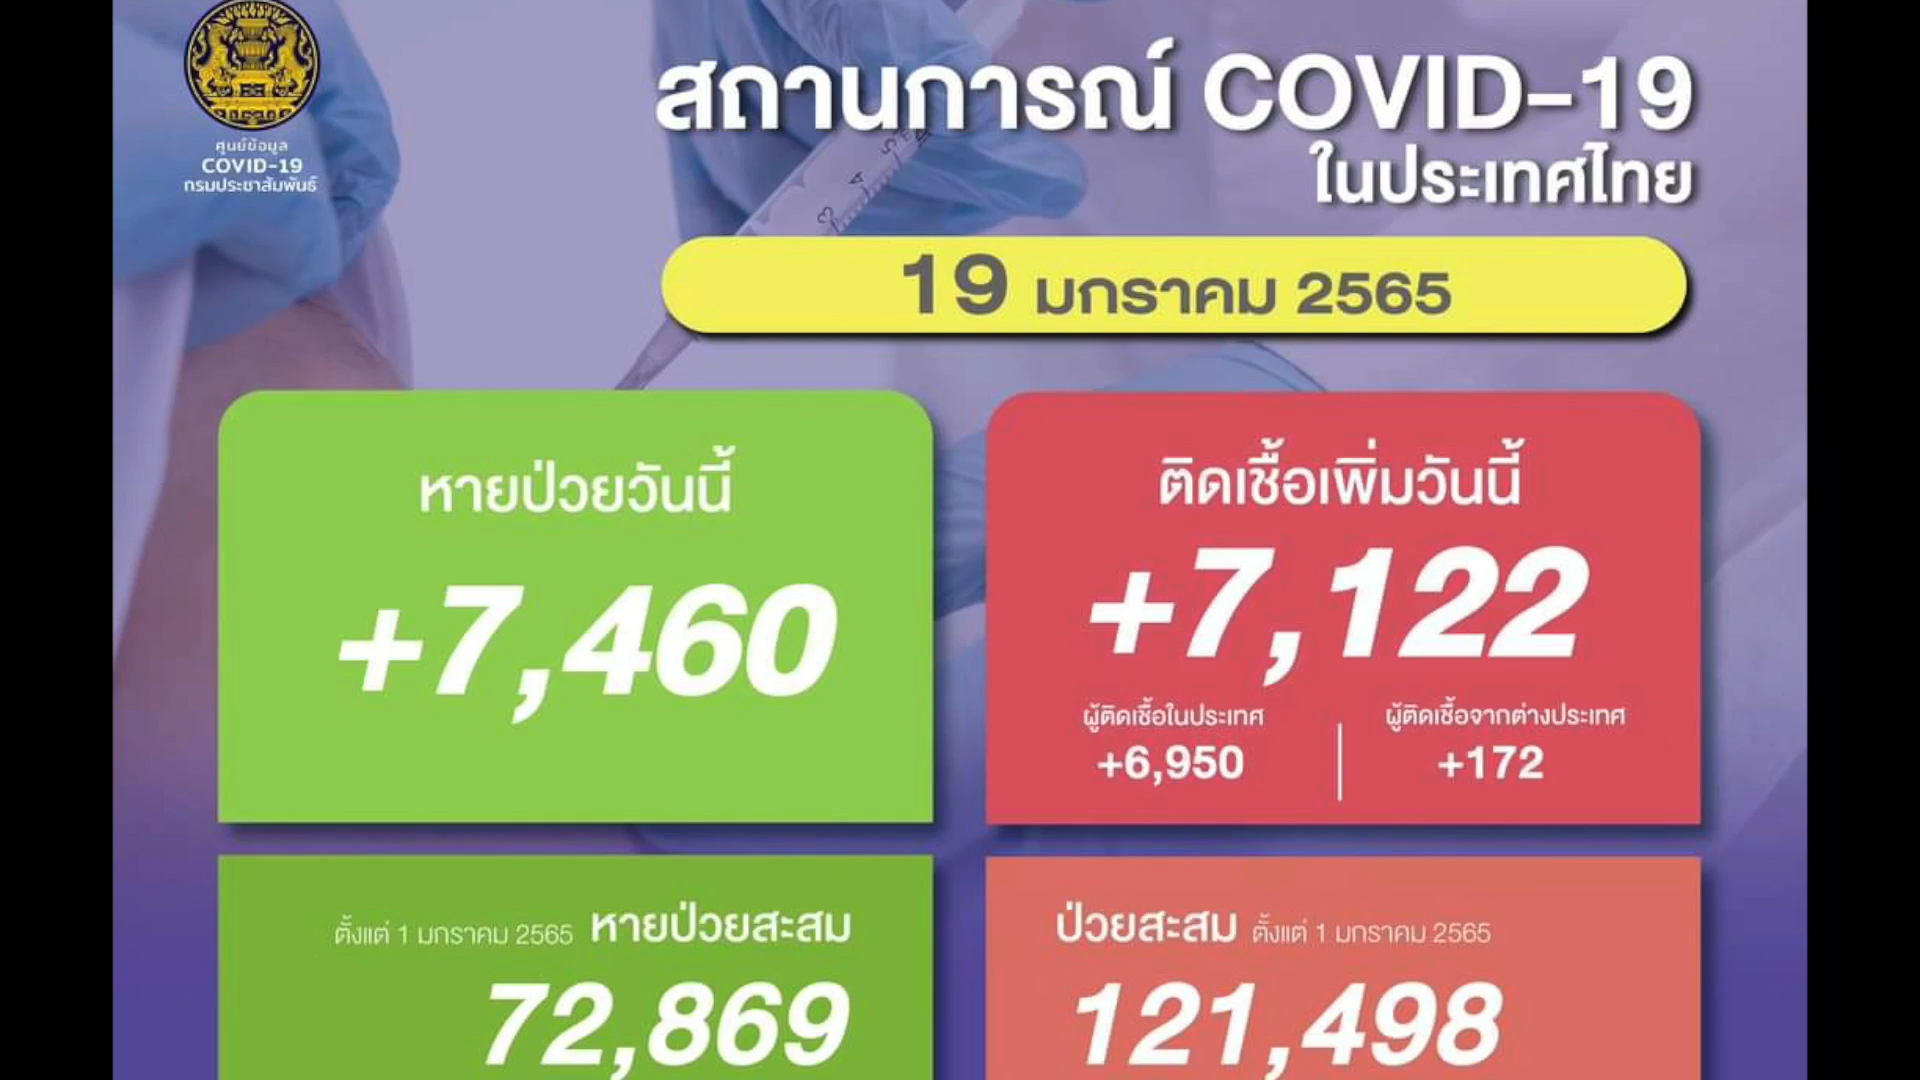 ศูนย์ข้อมูล
COVID-19
กรมประชาสัมพันธ์
สถานการณ์ COVID-19
ในประเทศไทย
19 มกราคม 2565
หายป่วยวันนี้
+7,460
ติดเชื้อเพิ่มวันนี้
+7,122
ผู้ติดเชื้อในประเทศ
+6,950
ผู้ติดเชื้อจากต่างประเทศ
+172
ตั้งแต่ 1 มกราคม 2565 หายป่วยสะสม
72,869
ป่วยสะสม ตั้งแต่ 1 มกราคม 2565
121,498